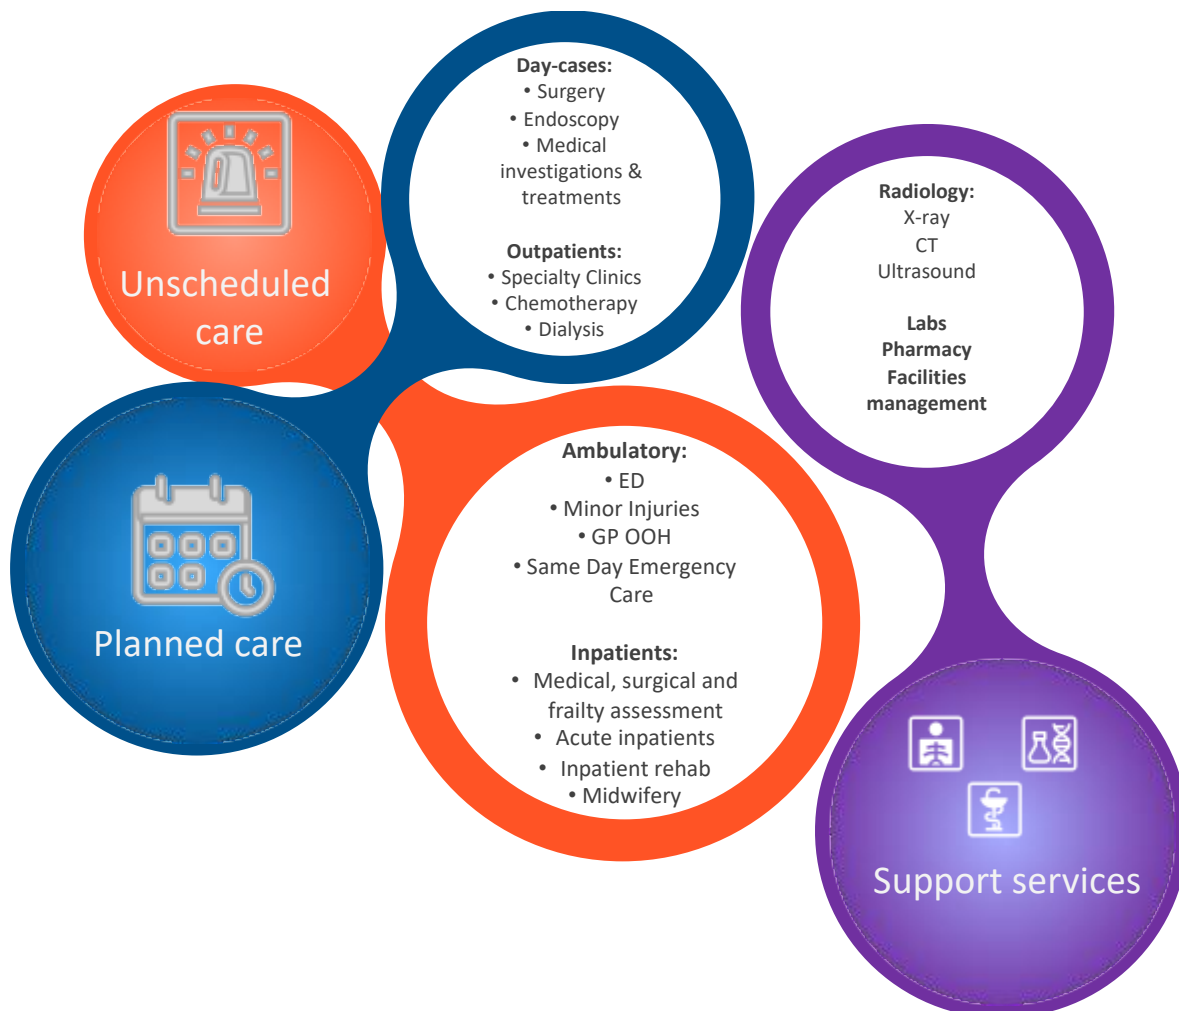 Day-cases:
• Surgery
• Endoscopy
• Medical
investigations &
treatments
Outpatients:
• Specialty Clinics
• Chemotherapy
• Dialysis
Unscheduled
care
Radiology:
X-ray
CT
Ultrasound
Labs
Pharmacy
Facilities
management
Planned care
Ambulatory:
• ED
• Minor Injuries
• GP OOH
• Same Day Emergency
Care
Inpatients:
• Medical, surgical and
frailty assessment
• Acute inpatients
• Inpatient rehab
• Midwifery
Support services